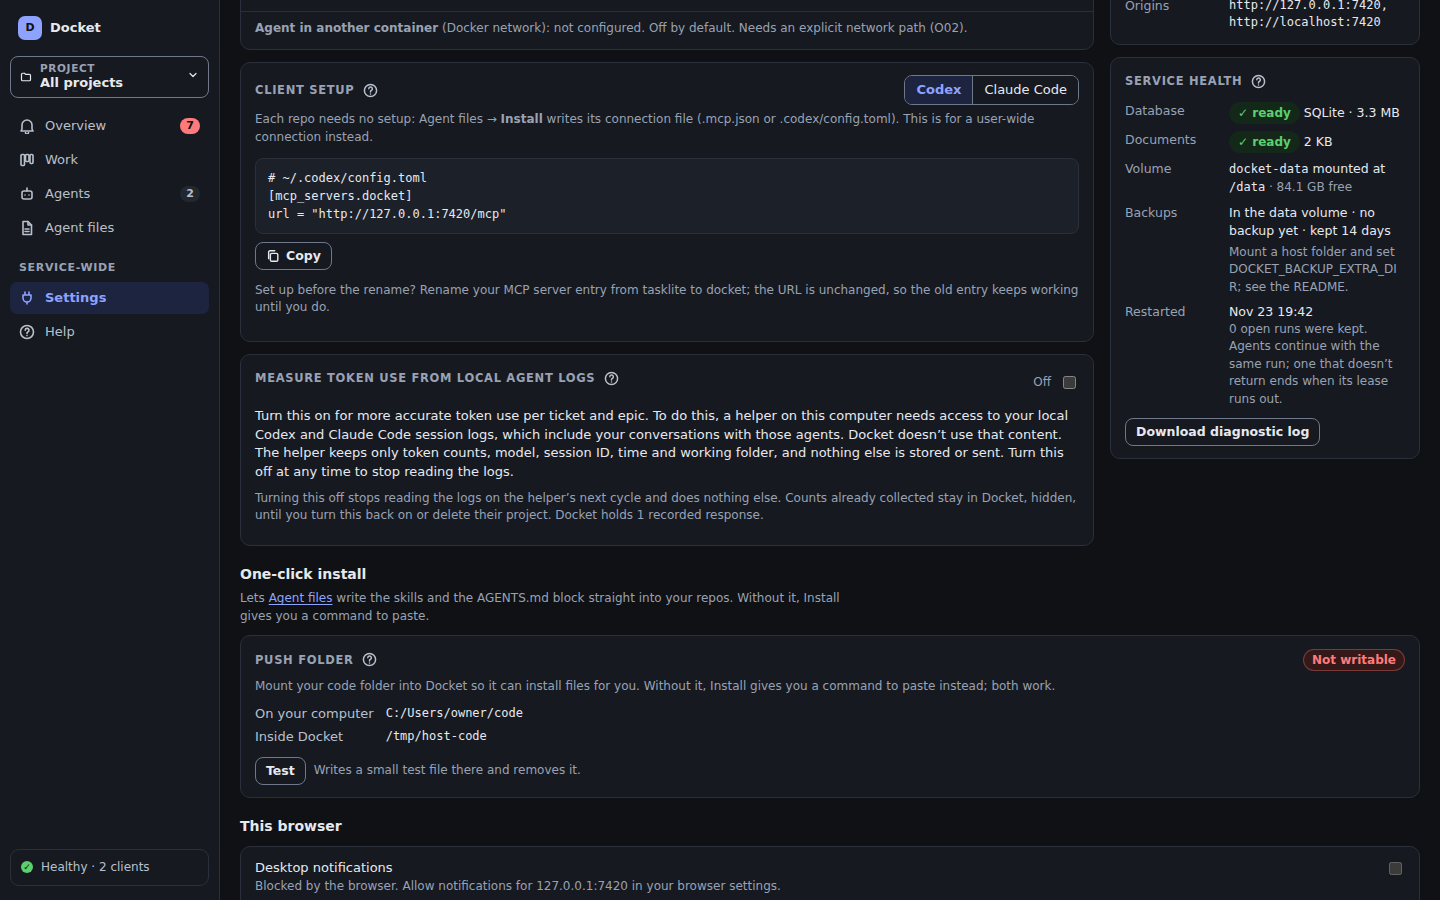 D Docket
PROJECT
All projects
Overview 7
Work
Agents 2
Agent files
SERVICE-WIDE
Settings
Help
Healthy · 2 clients
Agent in another container (Docker network): not configured. Off by default. Needs an explicit network path (O02).
CLIENT SETUP ?
Codex Claude Code
Each repo needs no setup: Agent files → Install writes its connection file (.mcp.json or .codex/config.toml). This is for a user-wide
connection instead.
# ~/.codex/config.toml
[mcp_servers.docket]
url = "http://127.0.0.1:7420/mcp"
Copy
Set up before the rename? Rename your MCP server entry from tasklite to docket; the URL is unchanged, so the old entry keeps working
until you do.
MEASURE TOKEN USE FROM LOCAL AGENT LOGS ?
Off
Turn this on for more accurate token use per ticket and epic. To do this, a helper on this computer needs access to your local
Codex and Claude Code session logs, which include your conversations with those agents. Docket doesn’t use that content.
The helper keeps only token counts, model, session ID, time and working folder, and nothing else is stored or sent. Turn this
off at any time to stop reading the logs.
Turning this off stops reading the logs on the helper’s next cycle and does nothing else. Counts already collected stay in Docket, hidden,
until you turn this back on or delete their project. Docket holds 1 recorded response.
Origins http://127.0.0.1:7420,
http://localhost:7420
SERVICE HEALTH ?
Database ✓ ready SQLite · 3.3 MB
Documents ✓ ready 2 KB
Volume docket-data mounted at
/data · 84.1 GB free
Backups In the data volume · no
backup yet · kept 14 days
Mount a host folder and set
DOCKET_BACKUP_EXTRA_DI
R; see the README.
Restarted Nov 23 19:42
0 open runs were kept.
Agents continue with the
same run; one that doesn’t
return ends when its lease
runs out.
Download diagnostic log
One-click install
Lets Agent files write the skills and the AGENTS.md block straight into your repos. Without it, Install
gives you a command to paste.
PUSH FOLDER ?
Not writable
Mount your code folder into Docket so it can install files for you. Without it, Install gives you a command to paste instead; both work.
On your computer C:/Users/owner/code
Inside Docket /tmp/host-code
Test Writes a small test file there and removes it.
This browser
Desktop notifications
Blocked by the browser. Allow notifications for 127.0.0.1:7420 in your browser settings.